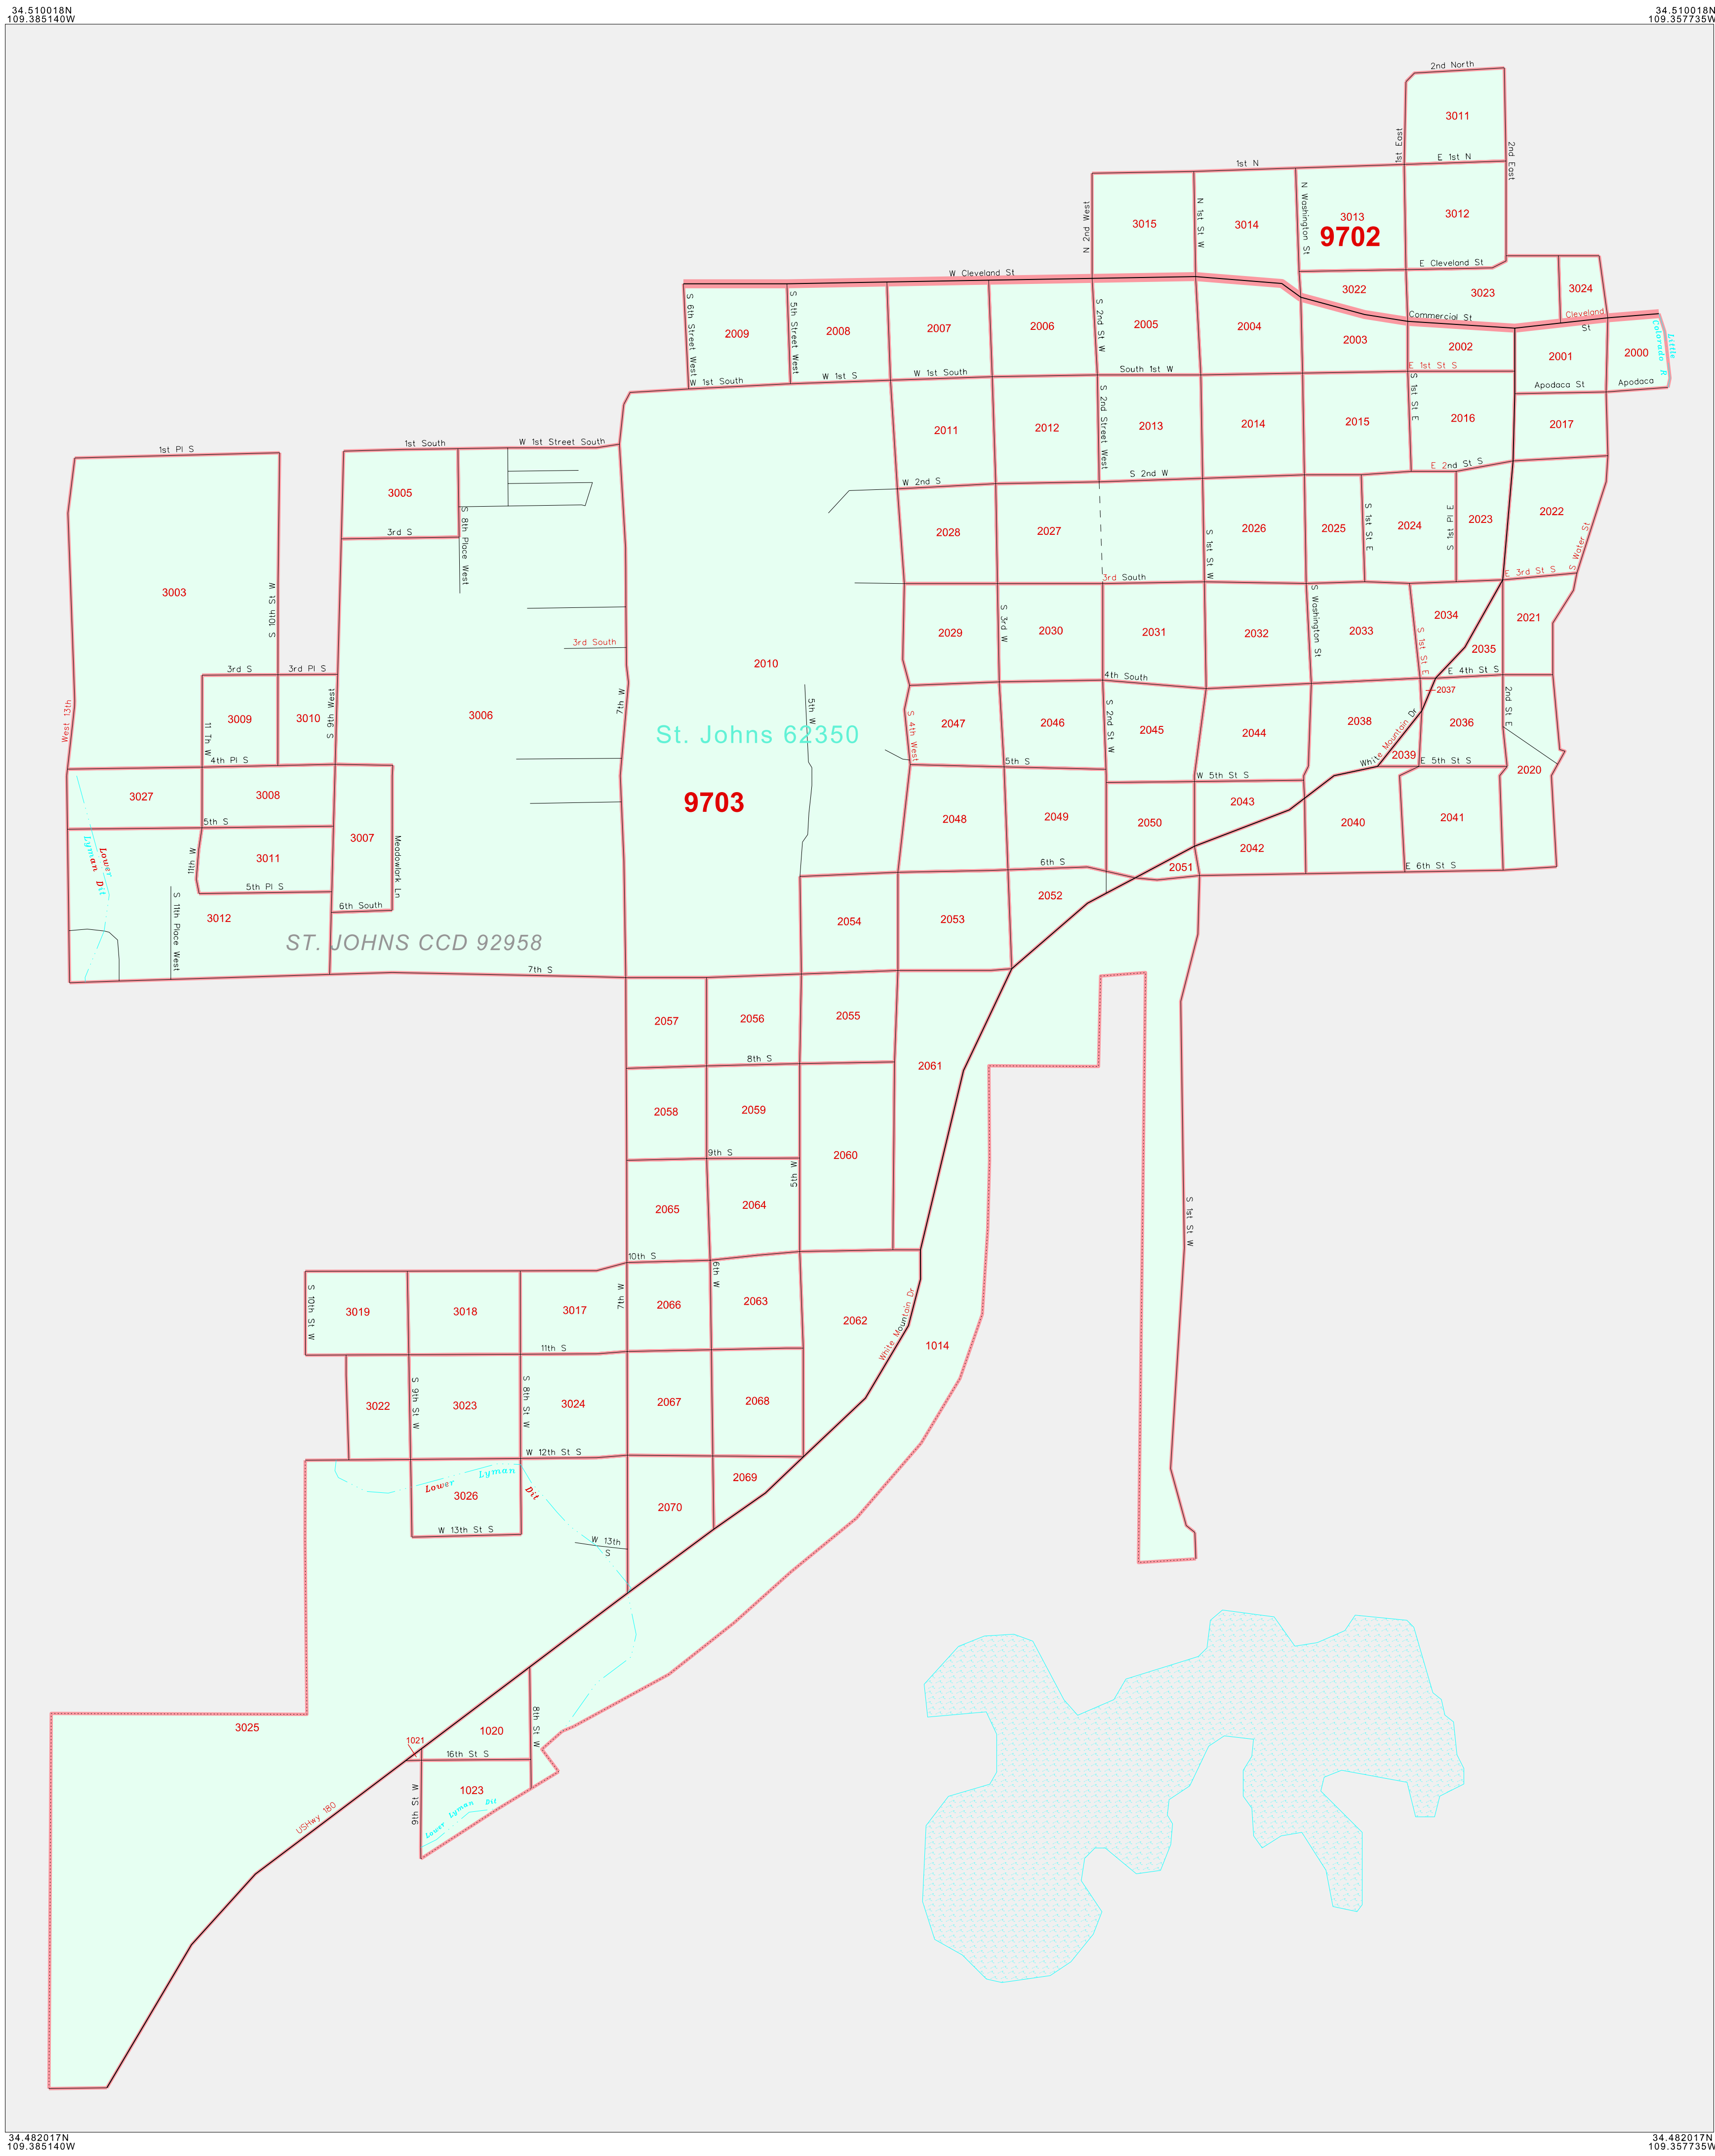 34.510018N
109.385140W
34.510018N
109.357735W
2nd North
3011
1st East
2nd East
E 1st N
1st N
N 2nd West
3015
N 1st St W
3014
N Washington St
3013
9702
3012
E Cleveland St
W Cleveland St
3022
3023
3024
Commercial St
Cleveland
St
Little
Colorado R
S 6th Street West
2009
S 5th Street West
2008
2007
2006
S 2nd St W
2005
2004
2003
2002
2001
2000
E 1st St S
W 1st South
W 1st S
W 1st South
South 1st W
Apodaca St
Apodaca
2011
2012
S 2nd Street West
2013
2014
2015
S 1st St E
2016
2017
1st Pl S
1st South
W 1st Street South
3005
W 2nd S
S 2nd W
E 2nd St S
3rd S
S 8th Place West
2028
2027
S 1st St W
2026
2025
S 1st St E
2024
S 1st Pl E
2023
2022
S Water St
3003
S 10th St W
3rd South
E 3rd St S
3rd South
2010
2029
S 3rd W
2030
2031
2032
S Washington St
2033
S 1st St E
2034
2035
2021
3rd S
3rd Pl S
4th South
E 4th St S
West 13th
11 Th W
3009
3010
S 9th West
3006
7th W
5th W
St. Johns 62350
S 4th West
2047
2046
S 2nd St W
2045
2044
2038
White Mountain Dr
2037
2036
2nd St E
2039
2020
4th Pl S
5th S
W 5th St S
E 5th St S
3027
3008
9703
2043
5th S
3007
Meadowlark Ln
2048
2049
2050
2040
2041
Lower
Lyman Dit
11th W
3011
6th S
2051
2042
E 6th St S
5th Pl S
S 11th Place West
3012
6th South
2054
2053
2052
ST. JOHNS CCD 92958
7th S
2057
2056
2055
8th S
2061
2058
2059
9th S
2060
5th W
2065
2064
S 1st St W
10th S
S 10th St W
3019
3018
3017
7th W
2066
6th W
2063
2062
White Mountain Dr
1014
11th S
3022
S 9th St W
3023
S 8th St W
3024
2067
2068
W 12th St S
Lower
Lyman
Dit
3026
2070
2069
W 13th St S
W 13th
S
3025
8th St W
1020
1021
16th St S
W St 9th
1023
Lower Lyman Dit
USHwy 180
34.482017N
109.385140W
34.482017N
109.357735W